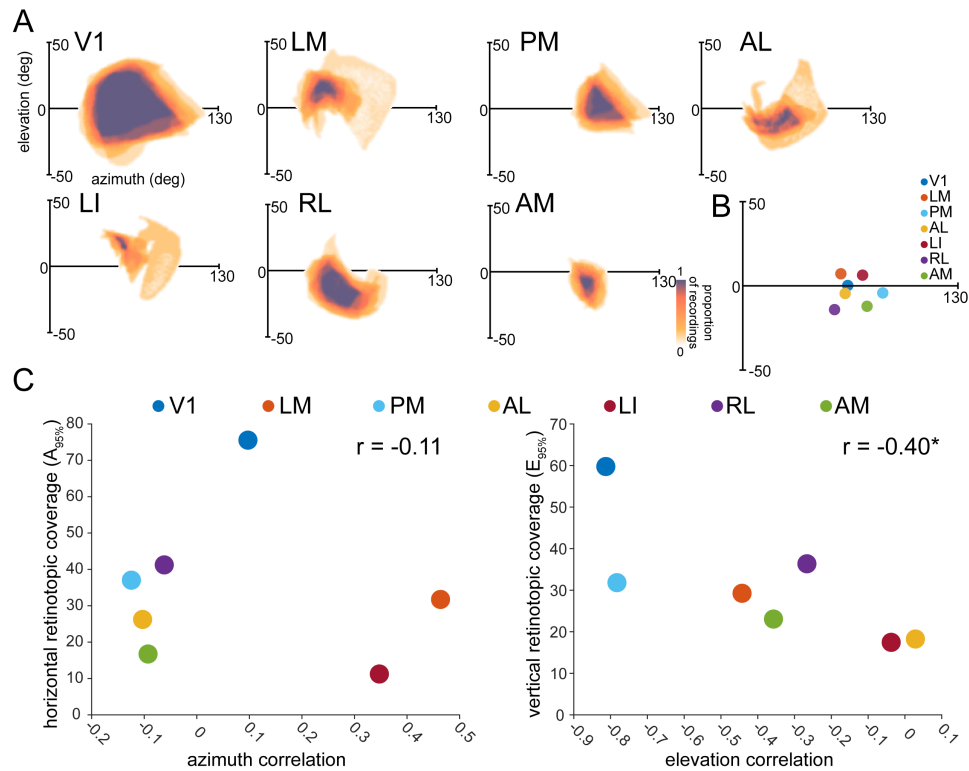 A
V1
LM
PM
AL
50
50
50
50
elevation (deg)
0
130
0
130
0
130
0
130
-50
azimuth (deg)
-50
-50
-50
LI
RL
AM
50
50
50
0
130
0
130
0
130
-50
-50
-50
1
proportion
of recordings
0
B
V1
LM
PM
AL
LI
RL
AM
50
0
130
-50
C
V1
LM
PM
AL
LI
RL
AM
horizontal retinotopic coverage (A95%)
80
70
60
50
40
30
20
10
0
r = -0.11
-0.2
-0.1
0
0.1
0.2
0.3
0.4
0.5
azimuth correlation
vertical retinotopic coverage (E95%)
70
60
50
40
30
20
10
0
r = -0.40*
-0.9
-0.8
-0.7
-0.6
-0.5
-0.4
-0.3
-0.2
-0.1
0
0.1
elevation correlation